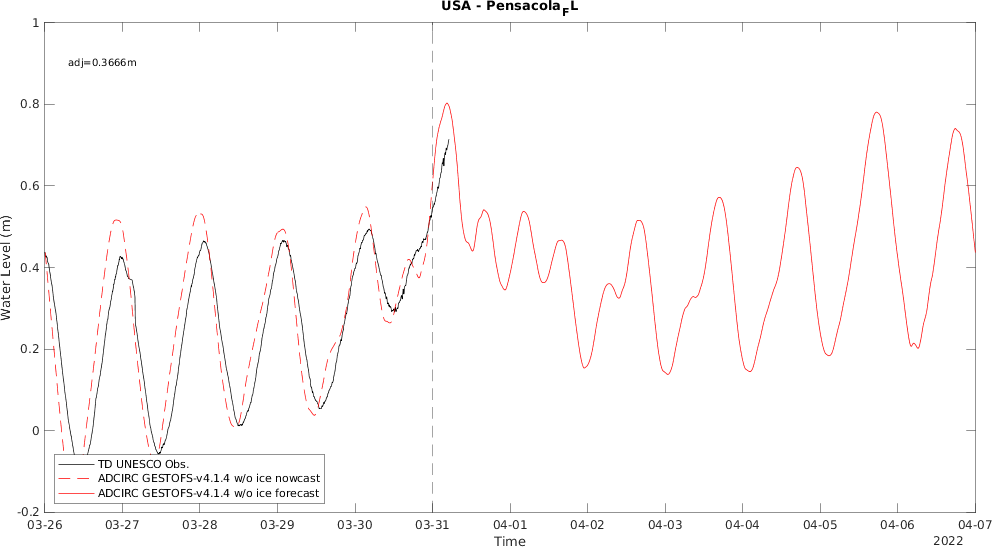 USA - Pensacola_FL
adj=0.3666m
1
0.8
0.6
0.4
0.2
0
-0.2
Water Level (m)
TD UNESCO Obs.
ADCIRC GESTOFS-v4.1.4 w/o ice nowcast
ADCIRC GESTOFS-v4.1.4 w/o ice forecast
03-26 03-27 03-28 03-29 03-30 03-31 04-01 04-02 04-03 04-04 04-05 04-06 04-07
Time
2022